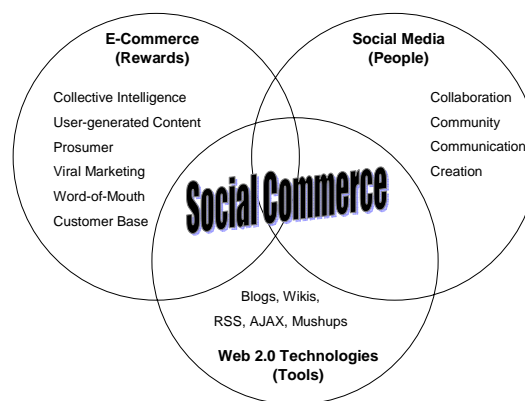 E-Commerce
(Rewards)
Collective Intelligence
User-generated Content
Prosumer
Viral Marketing
Word-of-Mouth
Customer Base
Social Media
(People)
Collaboration
Community
Communication
Creation
Social Commerce
Blogs, Wikis,
RSS, AJAX, Mushups
Web 2.0 Technologies
(Tools)